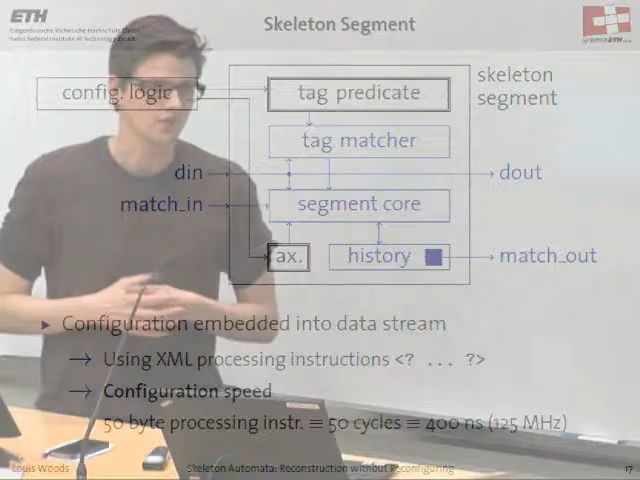 ETH
Eidgenössische Technische Hochschule Zürich
Swiss Federal Institute of Technology Zurich
Skeleton Segment
systems@ETH
config. logic
tag predicate
skeleton
segment
tag matcher
din
dout
match_in
segment core
ax.
history
match_out
Configuration embedded into data stream
→ Using XML processing instructions <? ... ?>
→ Configuration speed
50 byte processing instr. ≡ 50 cycles ≡ 400 ns (125 MHz)
Louis Woods
Skeleton Automata: Reconstruction without Reconfiguring
17